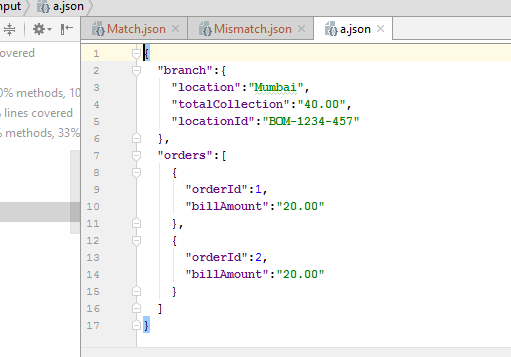 nput a.json
Match.json Mismatch.json a.json
overed
0% methods, 10
% lines covered
% methods, 33%
1 {
2 "branch":{
3 "location":"Mumbai",
4 "totalCollection":"40.00",
5 "locationId":"BOM-1234-457"
6 },
7 "orders":[
8 {
9 "orderId":1,
10 "billAmount":"20.00"
11 },
12 {
13 "orderId":2,
14 "billAmount":"20.00"
15 }
16 ]
17 }